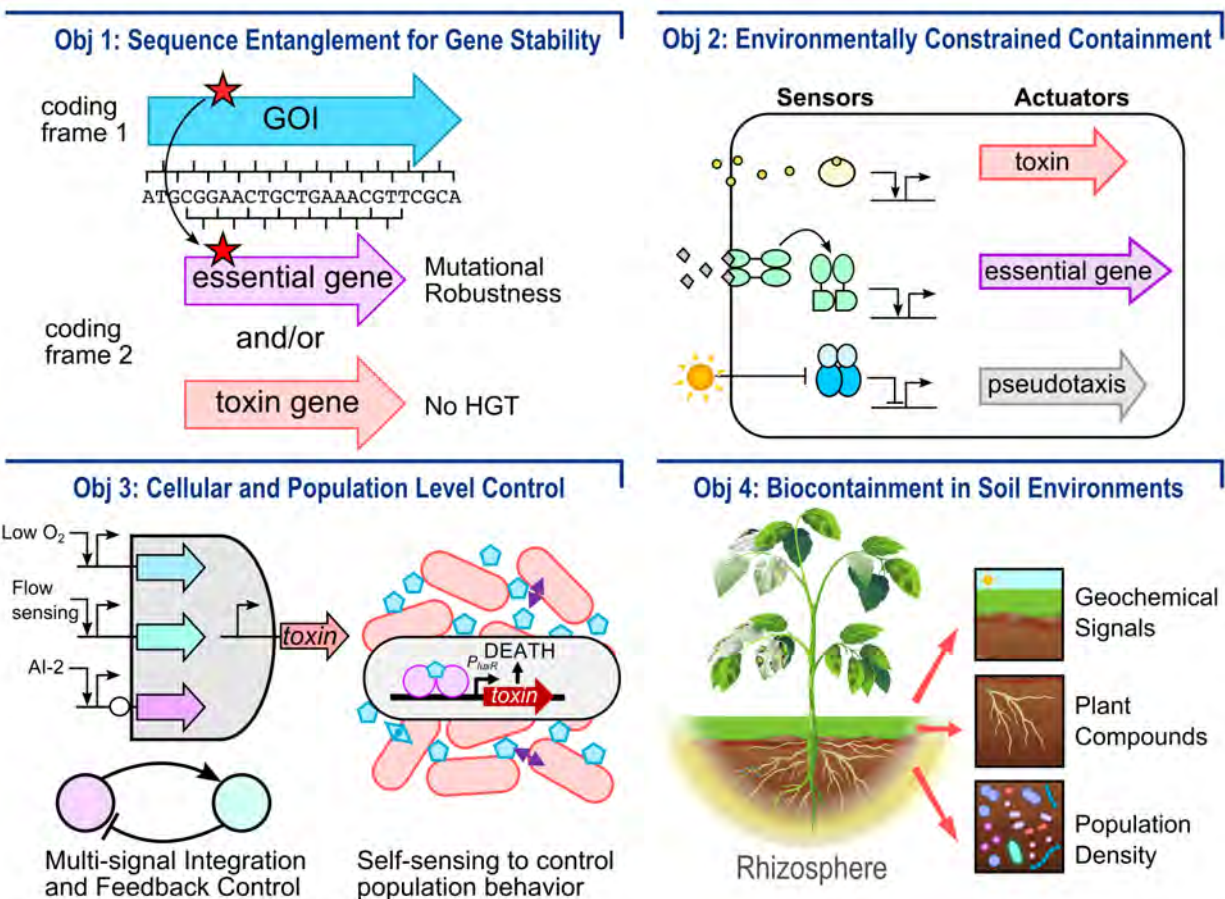 Obj 1: Sequence Entanglement for Gene Stability
coding
frame 1
GOI
ATGCGGAACTGCTGAAACGTTCGCA
essential gene
Mutational
Robustness
coding
frame 2
and/or
toxin gene
No HGT
Obj 2: Environmentally Constrained Containment
Sensors
Actuators
toxin
essential gene
pseudotaxis
Obj 3: Cellular and Population Level Control
Low O₂
Flow
sensing
AI-2
toxin
Multi-signal Integration
and Feedback Control
DEATH
PluxR
toxin
Self-sensing to control
population behavior
Obj 4: Biocontainment in Soil Environments
Rhizosphere
Geochemical
Signals
Plant
Compounds
Population
Density